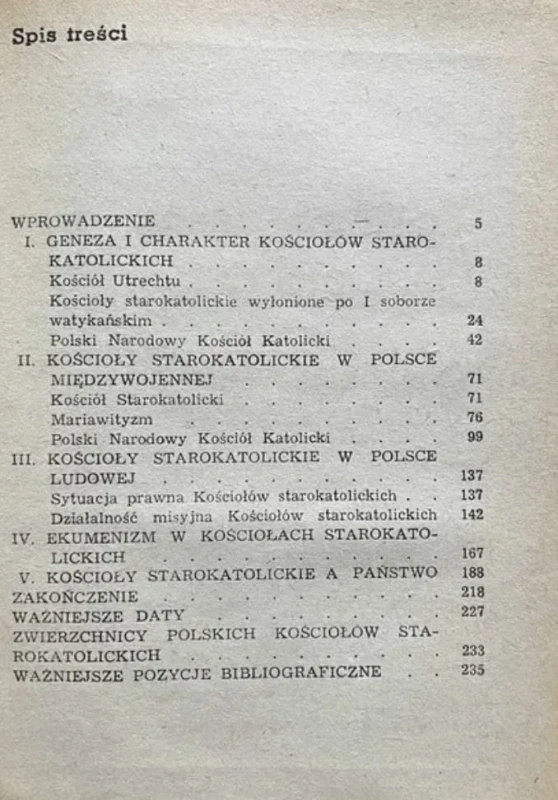 Spis treści
WPROWADZENIE . . . . . . . . . . 5
I. GENEZA I CHARAKTER KOŚCIOŁÓW STARO-
KATOLICKICH . . . . . . . . . . 8
Kościół Utrechtu . . . . . . . . . . 8
Kościoły starokatolickie wyłonione po I soborze
watykańskim . . . . . . . . . . . 24
Polski Narodowy Kościół Katolicki . . . . 42
II. KOŚCIOŁY STAROKATOLICKIE W POLSCE
MIĘDZYWOJENNEJ . . . . . . . . 71
Kościół Starokatolicki . . . . . . . . 71
Mariawityzm . . . . . . . . . . 76
Polski Narodowy Kościół Katolicki . . . . 99
III. KOŚCIOŁY STAROKATOLICKIE W POLSCE
LUDOWEJ . . . . . . . . . . . 137
Sytuacja prawna Kościołów starokatolickich . . 137
Działalność misyjna Kościołów starokatolickich 142
IV. EKUMENIZM W KOŚCIOŁACH STAROKATO-
LICKICH . . . . . . . . . . . 167
V. KOŚCIOŁY STAROKATOLICKIE A PAŃSTWO 188
ZAKOŃCZENIE . . . . . . . . . . . 218
WAŻNIEJSZE DATY . . . . . . . . . 227
ZWIERZCHNICY POLSKICH KOŚCIOŁÓW STA-
ROKATOLICKICH . . . . . . . . . . 233
WAŻNIEJSZE POZYCJE BIBLIOGRAFICZNE . . 235